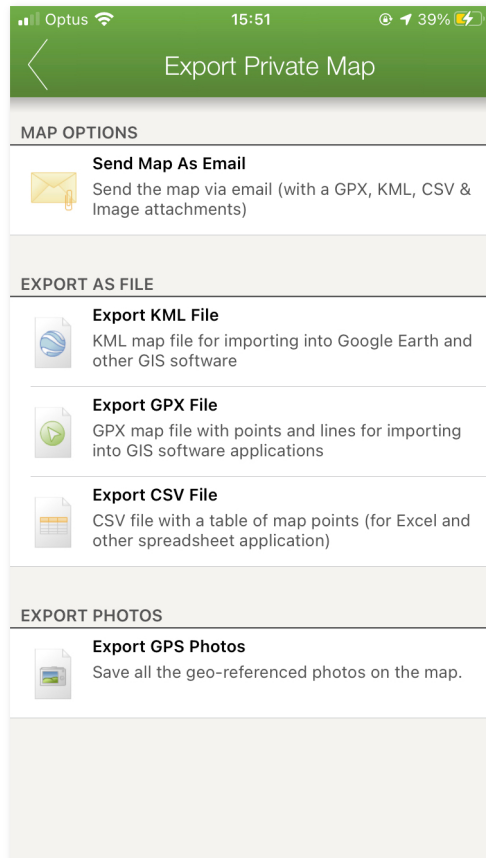 Optus 15:51 39%
Export Private Map
MAP OPTIONS
Send Map As Email
Send the map via email (with a GPX, KML, CSV &
Image attachments)
EXPORT AS FILE
Export KML File
KML map file for importing into Google Earth and
other GIS software
Export GPX File
GPX map file with points and lines for importing
into GIS software applications
Export CSV File
CSV file with a table of map points (for Excel and
other spreadsheet application)
EXPORT PHOTOS
Export GPS Photos
Save all the geo-referenced photos on the map.